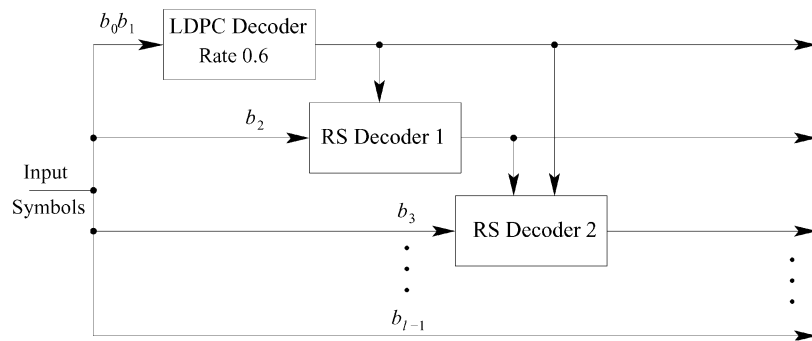 b0b1
LDPC Decoder
Rate 0.6
b2
RS Decoder 1
Input
Symbols
b3
RS Decoder 2
bl−1